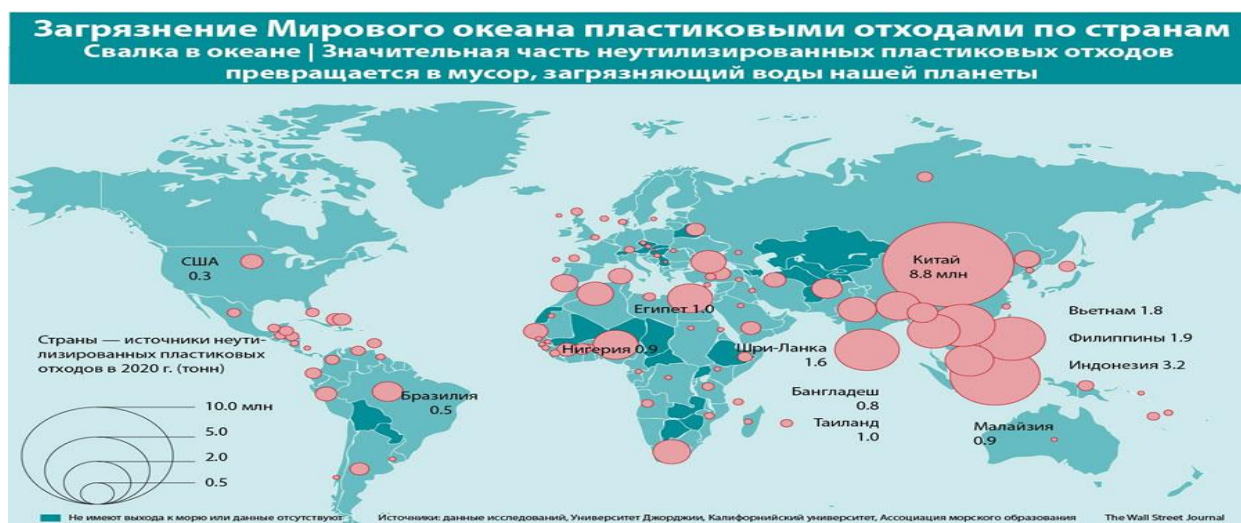 Загрязнение Мирового океана пластиковыми отходами по странам
Свалка в океане | Значительная часть неутилизированных пластиковых отходов
превращается в мусор, загрязняющий воды нашей планеты
США
0.3
Китай
8.8 млн
Египет 1.0
Нигерия 0.9
Шри-Ланка
1.6
Вьетнам 1.8
Филиппины 1.9
Индонезия 3.2
Бразилия
0.5
Бангладеш
0.8
Таиланд
1.0
Малайзия
0.9
Страны — источники неути-
лизированных пластиковых
отходов в 2020 г. (тонн)
10.0 млн
5.0
2.0
0.5
Не имеют выхода к морю или данные отсутствуют
Источники: данные исследований, Университет Джорджии, Калифорнийский университет, Ассоциация морского образования
The Wall Street Journal